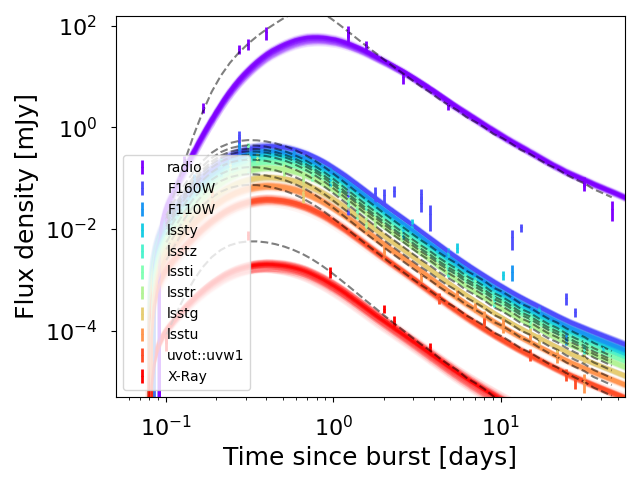 10²
10⁰
10⁻²
10⁻⁴
Flux density [mJy]
radio
F160W
F110W
lssty
lsstz
lssti
lsstr
lsstg
lsstu
uvot::uvw1
X-Ray
10⁻¹
10⁰
10¹
Time since burst [days]